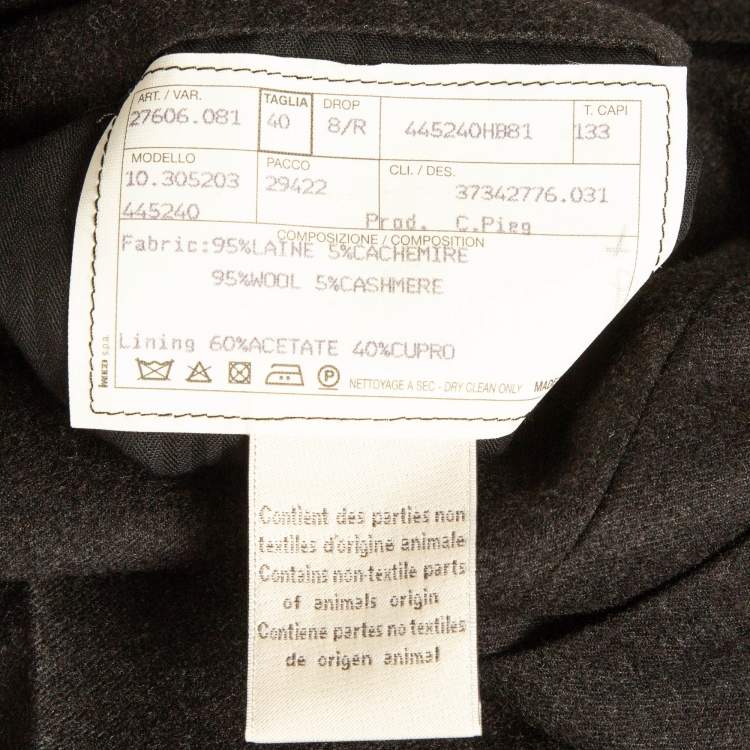 ART. / VAR. TAGLIA DROP T. CAPI
27606.081 40 8/R 445240HB81 133
MODELLO PACCO CLI. / DES.
10.305203 29422 37342776.031
445240 Prod. C.Pieg
COMPOSIZIONE / COMPOSITION
Fabric:95%LAINE 5%CACHEMIRE
95%WOOL 5%CASHMERE
Lining 60%ACETATE 40%CUPRO
P NETTOYAGE A SEC - DRY CLEAN ONLY MADE
s.p.a.
Contient des parties non
textiles d'origine animale
Contains non-textile parts
of animals origin
Contiene partes no textiles
de origen animal